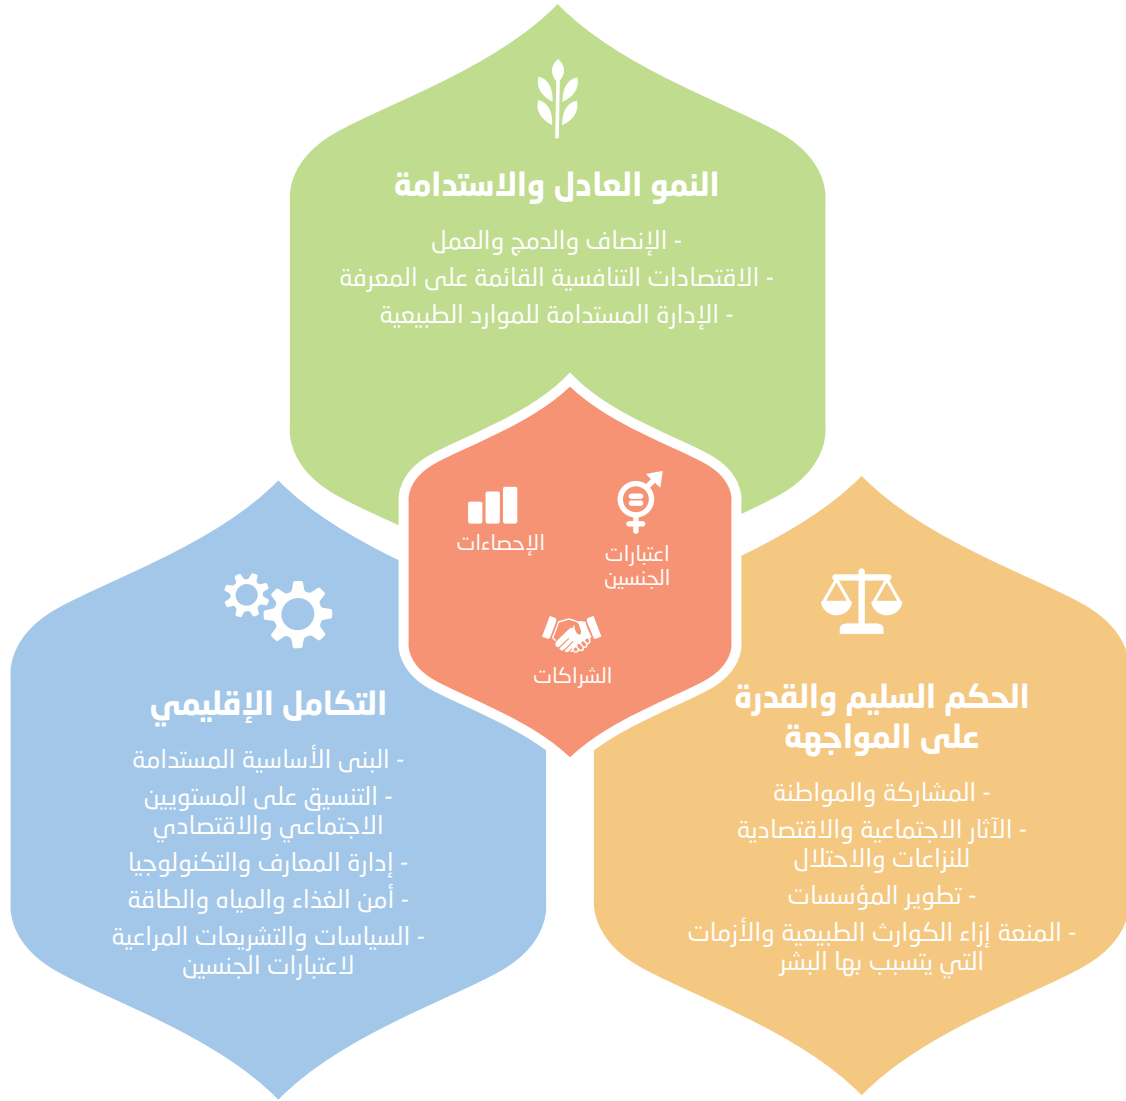 النمو العادل والاستدامة
- الإنصاف والدمج والعمل
- الاقتصادات التنافسية القائمة على المعرفة
- الإدارة المستدامة للموارد الطبيعية
اعتبارات
الجنسين
الإحصاءات
الشراكات
الحكم السليم والقدرة
على المواجهة
- المشاركة والمواطنة
- الآثار الاجتماعية والاقتصادية
للنزاعات والاحتلال
- تطوير المؤسسات
- المنعة إزاء الكوارث الطبيعية والأزمات
التي يتسبب بها البشر
التكامل الإقليمي
- البنى الأساسية المستدامة
- التنسيق على المستويين
الاجتماعي والاقتصادي
- إدارة المعارف والتكنولوجيا
- أمن الغذاء والمياه والطاقة
- السياسات والتشريعات المراعية
لاعتبارات الجنسين